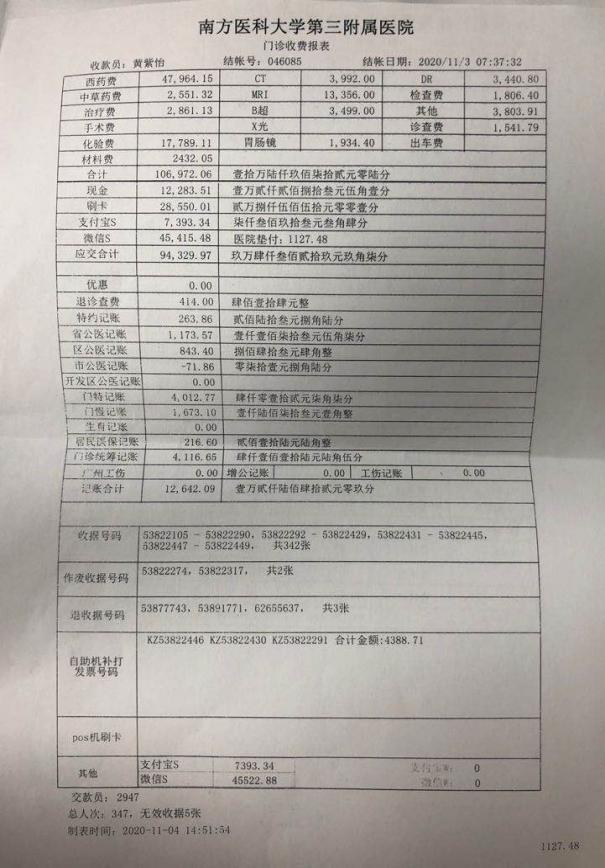 南方医科大学第三附属医院
门诊收费报表
收款员: 黄紫怡 结帐号: 046085 结帐日期: 2020/11/3 07:37:32
西药费 47,964.15 CT 3,992.00 DR 3,440.80
中草药费 2,551.32 MRI 13,356.00 检查费 1,806.40
治疗费 2,861.13 B超 3,499.00 其他 3,803.91
手术费 X光 诊查费 1,541.79
化验费 17,789.11 胃肠镜 1,934.40 出车费
材料费 2432.05
合计 106,972.06 壹拾万陆仟玖佰柒拾贰元零陆分
现金 12,283.51 壹万贰仟贰佰捌拾叁元伍角壹分
刷卡 28,550.01 贰万捌仟伍佰伍拾元零零壹分
支付宝S 7,393.34 柒仟叁佰玖拾叁元叁角肆分
微信S 45,415.48 医院垫付: 1127.48
应交合计 94,329.97 玖万肆仟叁佰贰拾玖元玖角柒分
优惠 0.00
退诊查费 414.00 肆佰壹拾肆元整
特约记账 263.86 贰佰陆拾叁元捌角陆分
省公医记账 1,173.57 壹仟壹佰柒拾叁元伍角柒分
区公医记账 843.40 捌佰肆拾叁元肆角整
市公医记账 -71.86 零柒拾壹元捌角陆分
开发区公医记账 0.00
门特记账 4,012.77 肆仟零壹拾贰元柒角柒分
门慢记账 1,673.10 壹仟陆佰柒拾叁元壹角整
生育记账 0.00
居民医保记账 216.60 贰佰壹拾陆元陆角整
门诊统筹记账 4,116.65 肆仟壹佰壹拾陆元陆角伍分
广州工伤 0.00 增公记账 0.00 工伤记账 0.00
记账合计 12,642.09 壹万贰仟陆佰肆拾贰元零玖分
收据号码 53822105 - 53822290, 53822292 - 53822429, 53822431 - 53822445,
53822447 - 53822449, 共342张
作废收据号码 53822274, 53822317, 共2张
退收据号码 53877743, 53891771, 62655637, 共3张
自助机补打
发票号码 KZ53822446 KZ53822430 KZ53822291 合计金额:4388.71
pos机刷卡
其他 支付宝S 7393.34 支付宝W: 0
微信S 45522.88 微信W: 0
交款员: 2947
总人次: 347, 无效收据5张
制表时间: 2020-11-04 14:51:54
1127.48